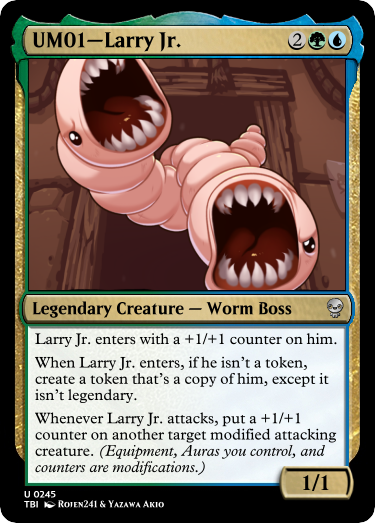 UM01—Larry Jr. 2
Legendary Creature — Worm Boss
Larry Jr. enters with a +1/+1 counter on him.
When Larry Jr. enters, if he isn't a token,
create a token that's a copy of him, except it
isn't legendary.
Whenever Larry Jr. attacks, put a +1/+1
counter on another target modified attacking
creature. (Equipment, Auras you control, and
counters are modifications.)
1/1
U 0245
TBI Roien241 & Yazawa Akio